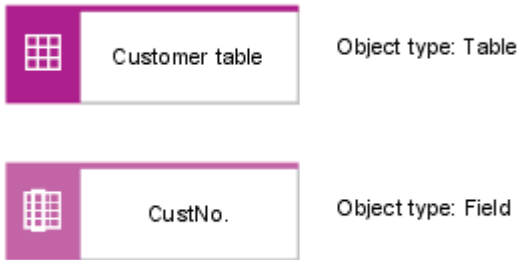 Customer table
Object type: Table
CustNo.
Object type: Field